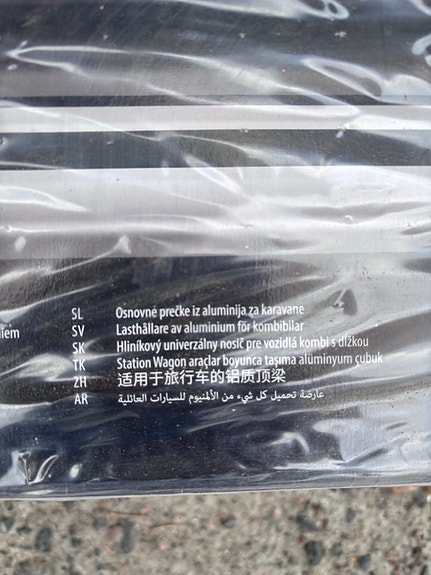 SL Osnovne prečke iz aluminija za karavane
SV Lasthållare av aluminium för kombibilar
SK Hliníkový univerzálny nosič pre vozidlá kombi s dĺžkou
TK Station Wagon araçlar boyunca taşıma alüminyum çubuk
ZH 适用于旅行车的铝质顶梁
AR عارضة تحميل كل شيء من الألمنيوم للسيارات العائلية